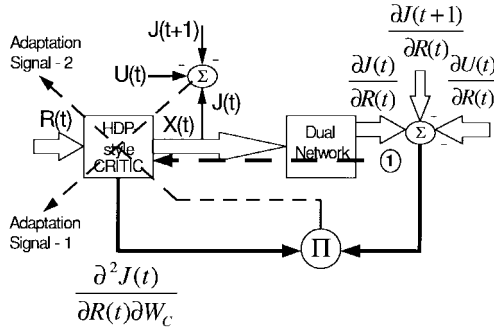 J(t+1)
Adaptation
Signal - 2
U(t)
Σ
J(t)
R(t)
HDP
style
CRITIC
X(t)
Dual
Network
1
∂J(t)
∂R(t)
∂J(t+1)
∂R(t)
∂U(t)
∂R(t)
Σ
Adaptation
Signal - 1
Π
∂²J(t)
∂R(t)∂W_C